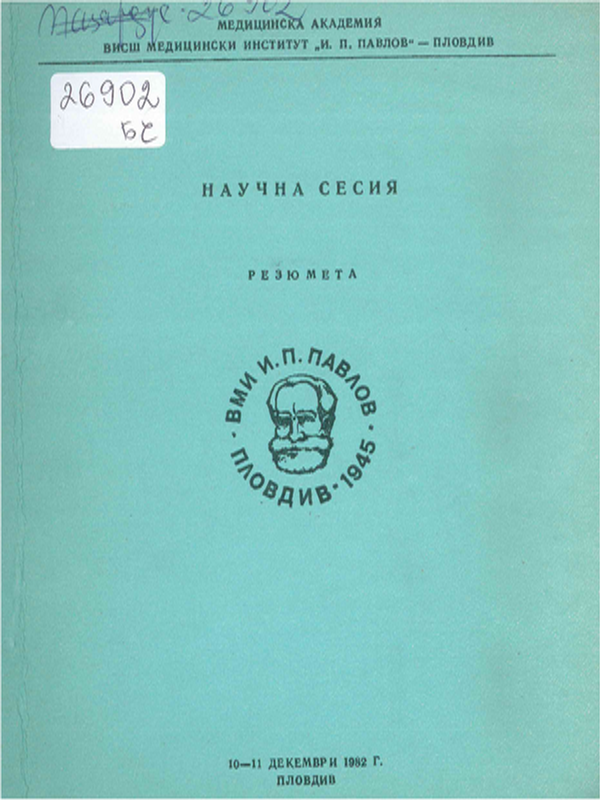 26902
МЕДИЦИНСКА АКАДЕМИЯ
ВИСШ МЕДИЦИНСКИ ИНСТИТУТ „И. П. ПАВЛОВ“ — ПЛОВДИВ
26902
БС
НАУЧНА СЕСИЯ
РЕЗЮМЕТА
· ВМИ И. П. ПАВЛОВ ·
ПЛОВДИВ · 1945
10—11 ДЕКЕМВРИ 1982 Г.
ПЛОВДИВ